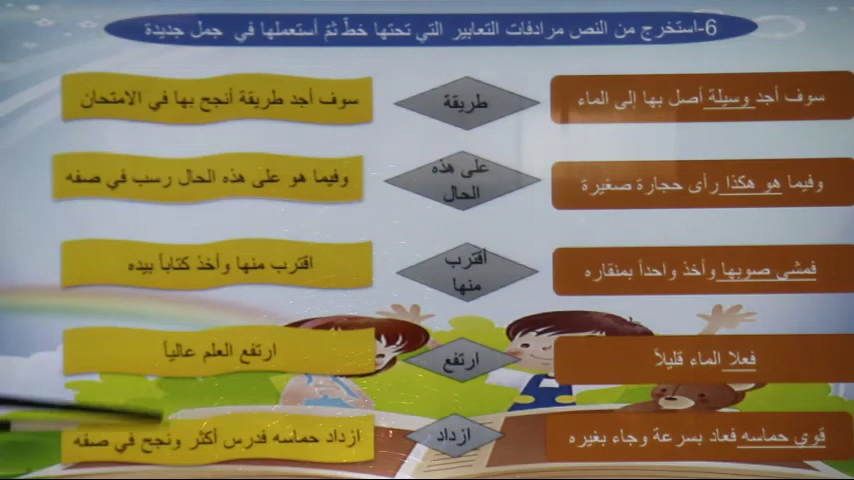 6-استخرج من النص مرادفات التعابير التي تحتها خطّ ثمّ أستعملها في جمل جديدة
سوف أجد وسيلة أصل بها إلى الماء
طريقة
سوف أجد طريقة أنجح بها في الامتحان
وفيما هو هكذا رأى حجارة صغيرة
على هذه
الحال
وفيما هو على هذه الحال رسب في صفه
فمشى صوبها وأخذ واحداً بمنقاره
أقترب
منها
اقترب منها وأخذ كتاباً بيده
فعلا الماء قليلاً
ارتفع
ارتفع العلم عالياً
قوي حماسه فعاد بسرعة وجاء بغيره
ازداد
ازداد حماسه فدرس أكثر ونجح في صفه